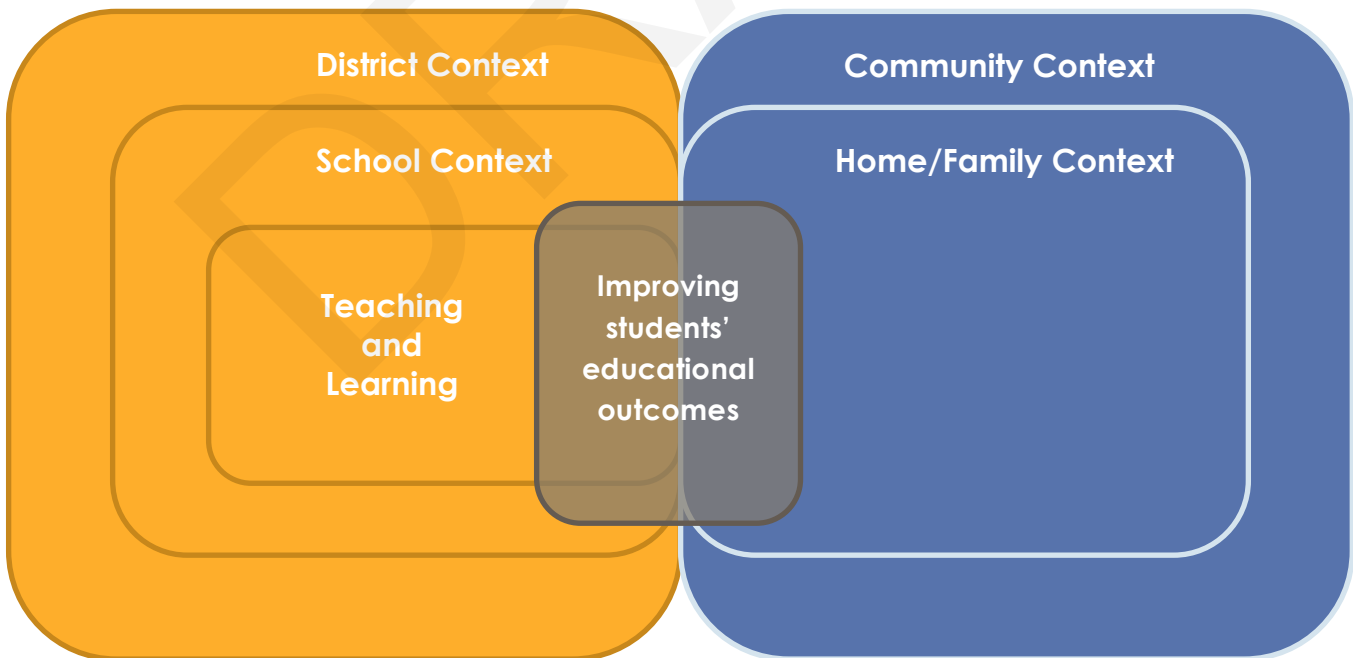 District Context
Community Context
School Context
Home/Family Context
Teaching
and
Learning
Improving
students’
educational
outcomes